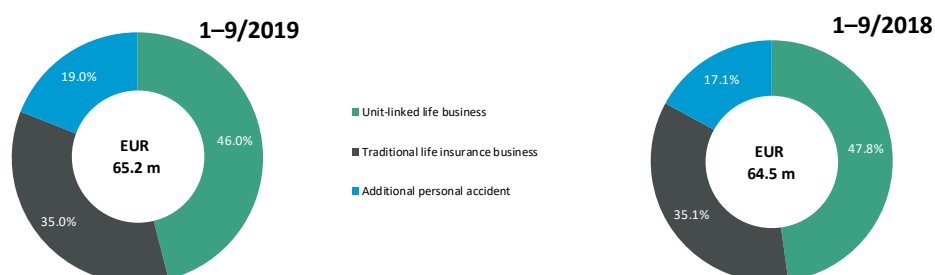 1–9/2019
19.0%
46.0%
35.0%
EUR
65.2 m
Unit-linked life business
Traditional life insurance business
Additional personal accident
1–9/2018
17.1%
47.8%
35.1%
EUR
64.5 m